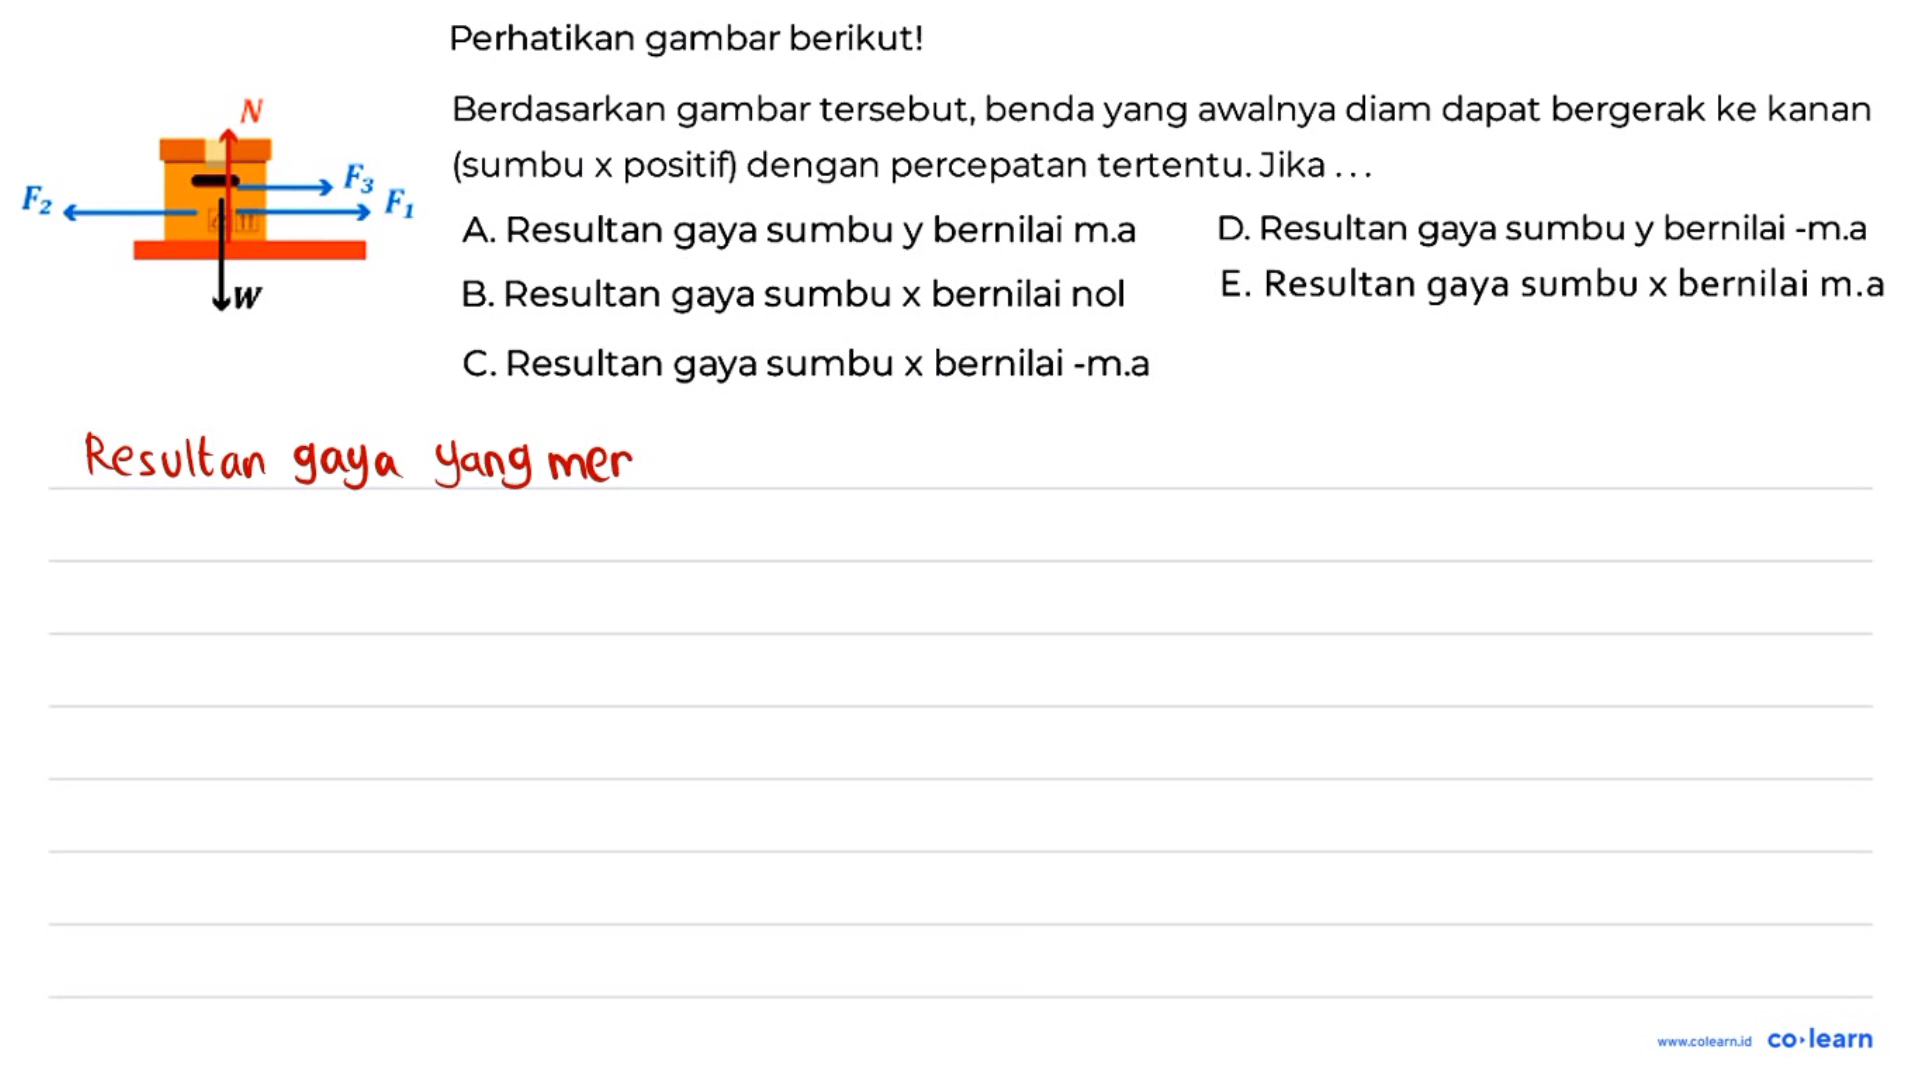 Perhatikan gambar berikut!
N
F3
F2
F1
W
Berdasarkan gambar tersebut, benda yang awalnya diam dapat bergerak ke kanan
(sumbu x positif) dengan percepatan tertentu. Jika ...
A. Resultan gaya sumbu y bernilai m.a
B. Resultan gaya sumbu x bernilai nol
C. Resultan gaya sumbu x bernilai -m.a
D. Resultan gaya sumbu y bernilai -m.a
E. Resultan gaya sumbu x bernilai m.a
Resultan gaya yang mer
www.colearn.id co·learn